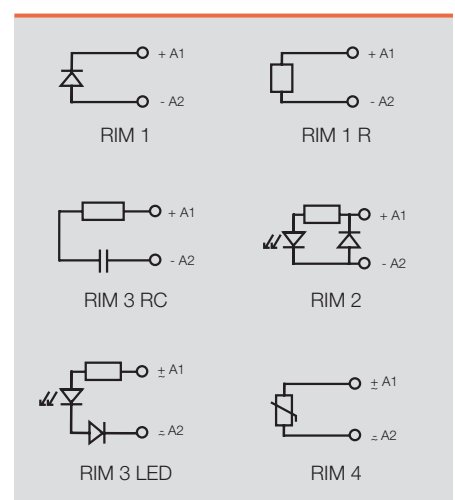 + A1
+ A1
- A2
- A2
RIM 1
RIM 1 R
+ A1
+ A1
- A2
- A2
RIM 3 RC
RIM 2
± A1
± A1
≂ A2
≂ A2
RIM 3 LED
RIM 4